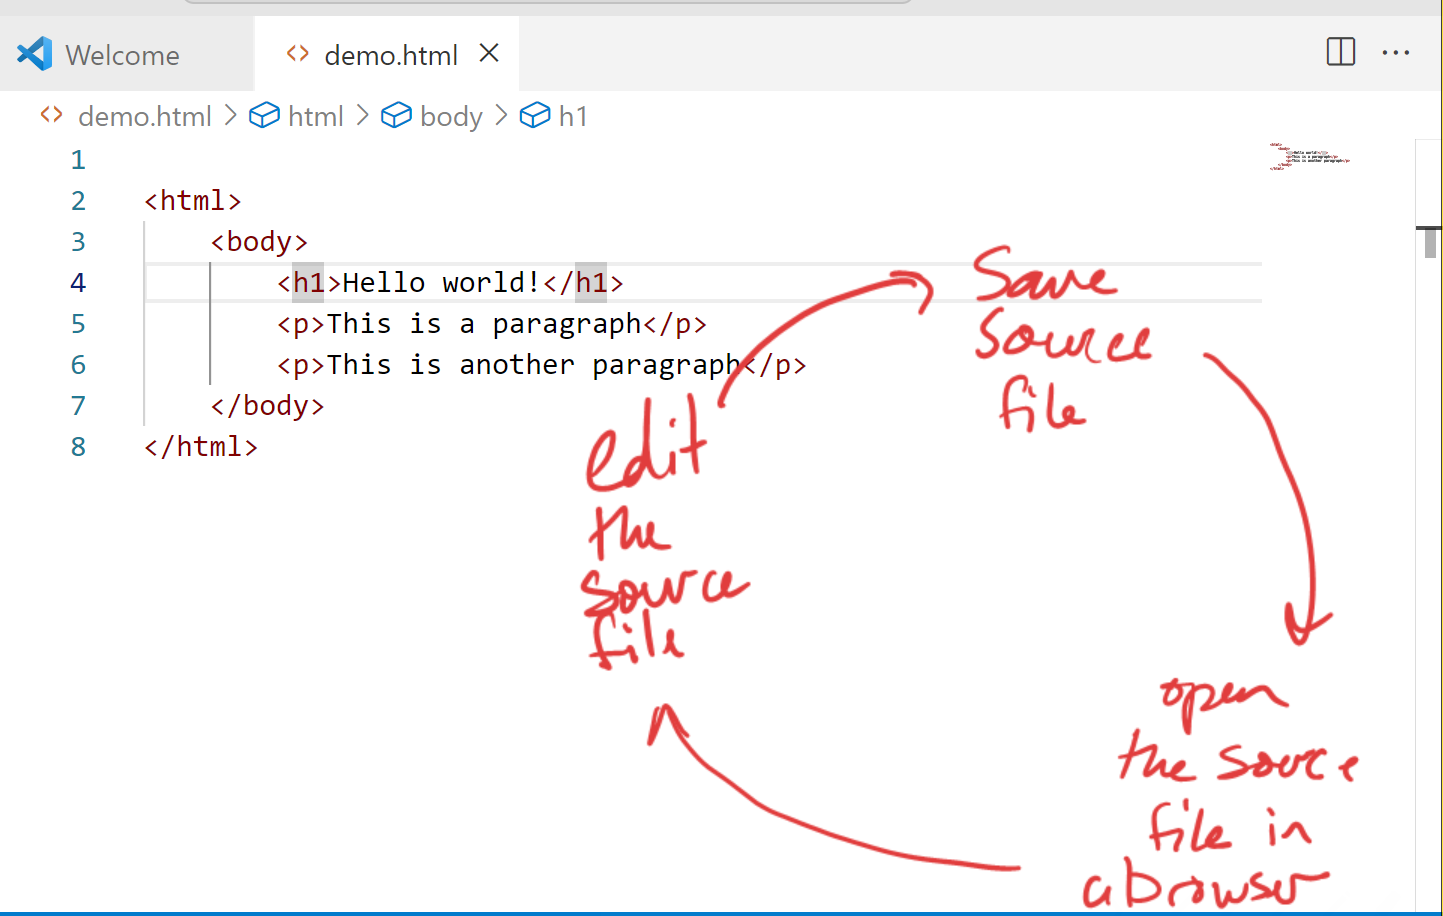 Welcome
demo.html
demo.html > html > body > h1
1
2 <html>
3 <body>
4 <h1>Hello world!</h1>
5 <p>This is a paragraph</p>
6 <p>This is another paragraph</p>
7 </body>
8 </html>
edit
the
source
file
Save
Source
file
open
the source
file in
a browser